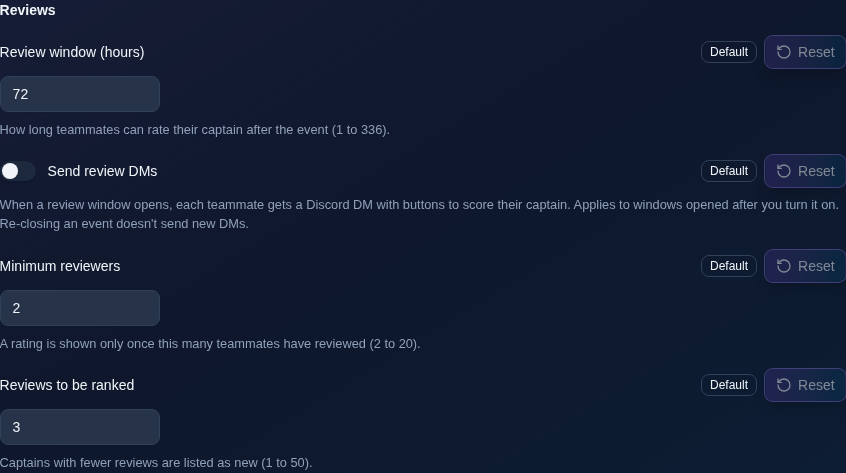 Reviews
Review window (hours) Default Reset
72
How long teammates can rate their captain after the event (1 to 336).
Send review DMs Default Reset
When a review window opens, each teammate gets a Discord DM with buttons to score their captain. Applies to windows opened after you turn it on.
Re-closing an event doesn't send new DMs.
Minimum reviewers Default Reset
2
A rating is shown only once this many teammates have reviewed (2 to 20).
Reviews to be ranked Default Reset
3
Captains with fewer reviews are listed as new (1 to 50).